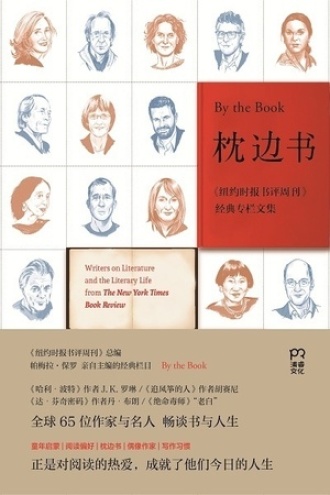 By the Book
枕边书
《纽约时报书评周刊》
经典专栏文集
Writers on Literature
and the Literary Life
from The New York Times
Book Review
《纽约时报书评周刊》总编
帕梅拉·保罗 亲自主编的经典栏目 By the Book
浦睿文化
《哈利·波特》作者J.K.罗琳/《追风筝的人》作者胡赛尼
《达·芬奇密码》作者丹·布朗/《绝命毒师》“老白”
全球65位作家与名人 畅谈书与人生
童年启蒙|阅读偏好|枕边书|偶像作家|写作习惯
正是对阅读的热爱,成就了他们今日的人生